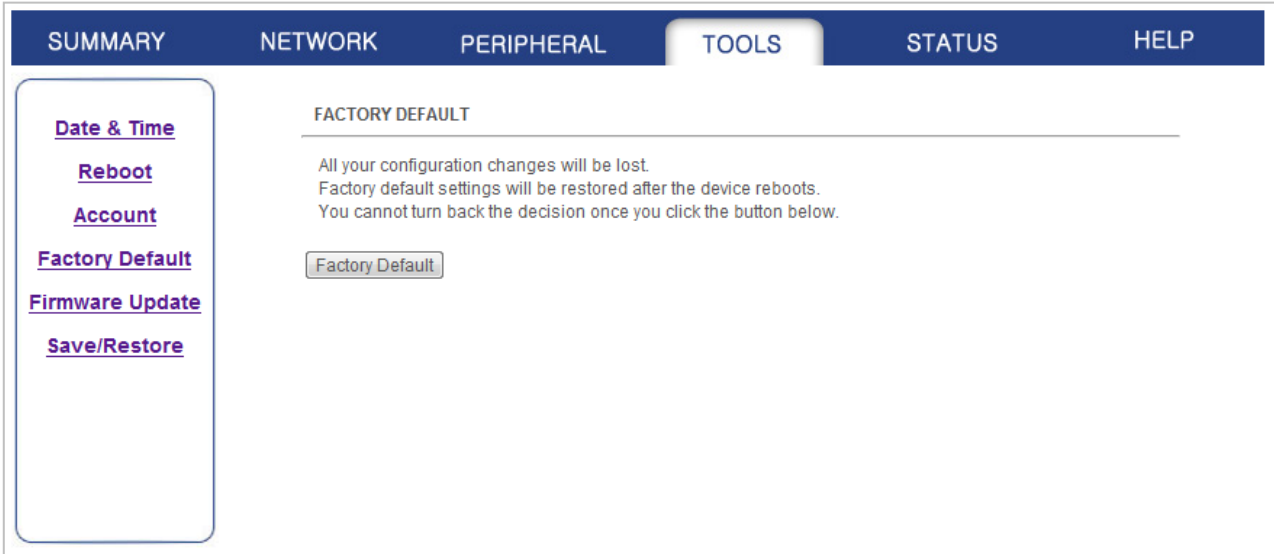 SUMMARY NETWORK PERIPHERAL TOOLS STATUS HELP
Date & Time
Reboot
Account
Factory Default
Firmware Update
Save/Restore
FACTORY DEFAULT
All your configuration changes will be lost.
Factory default settings will be restored after the device reboots.
You cannot turn back the decision once you click the button below.
Factory Default